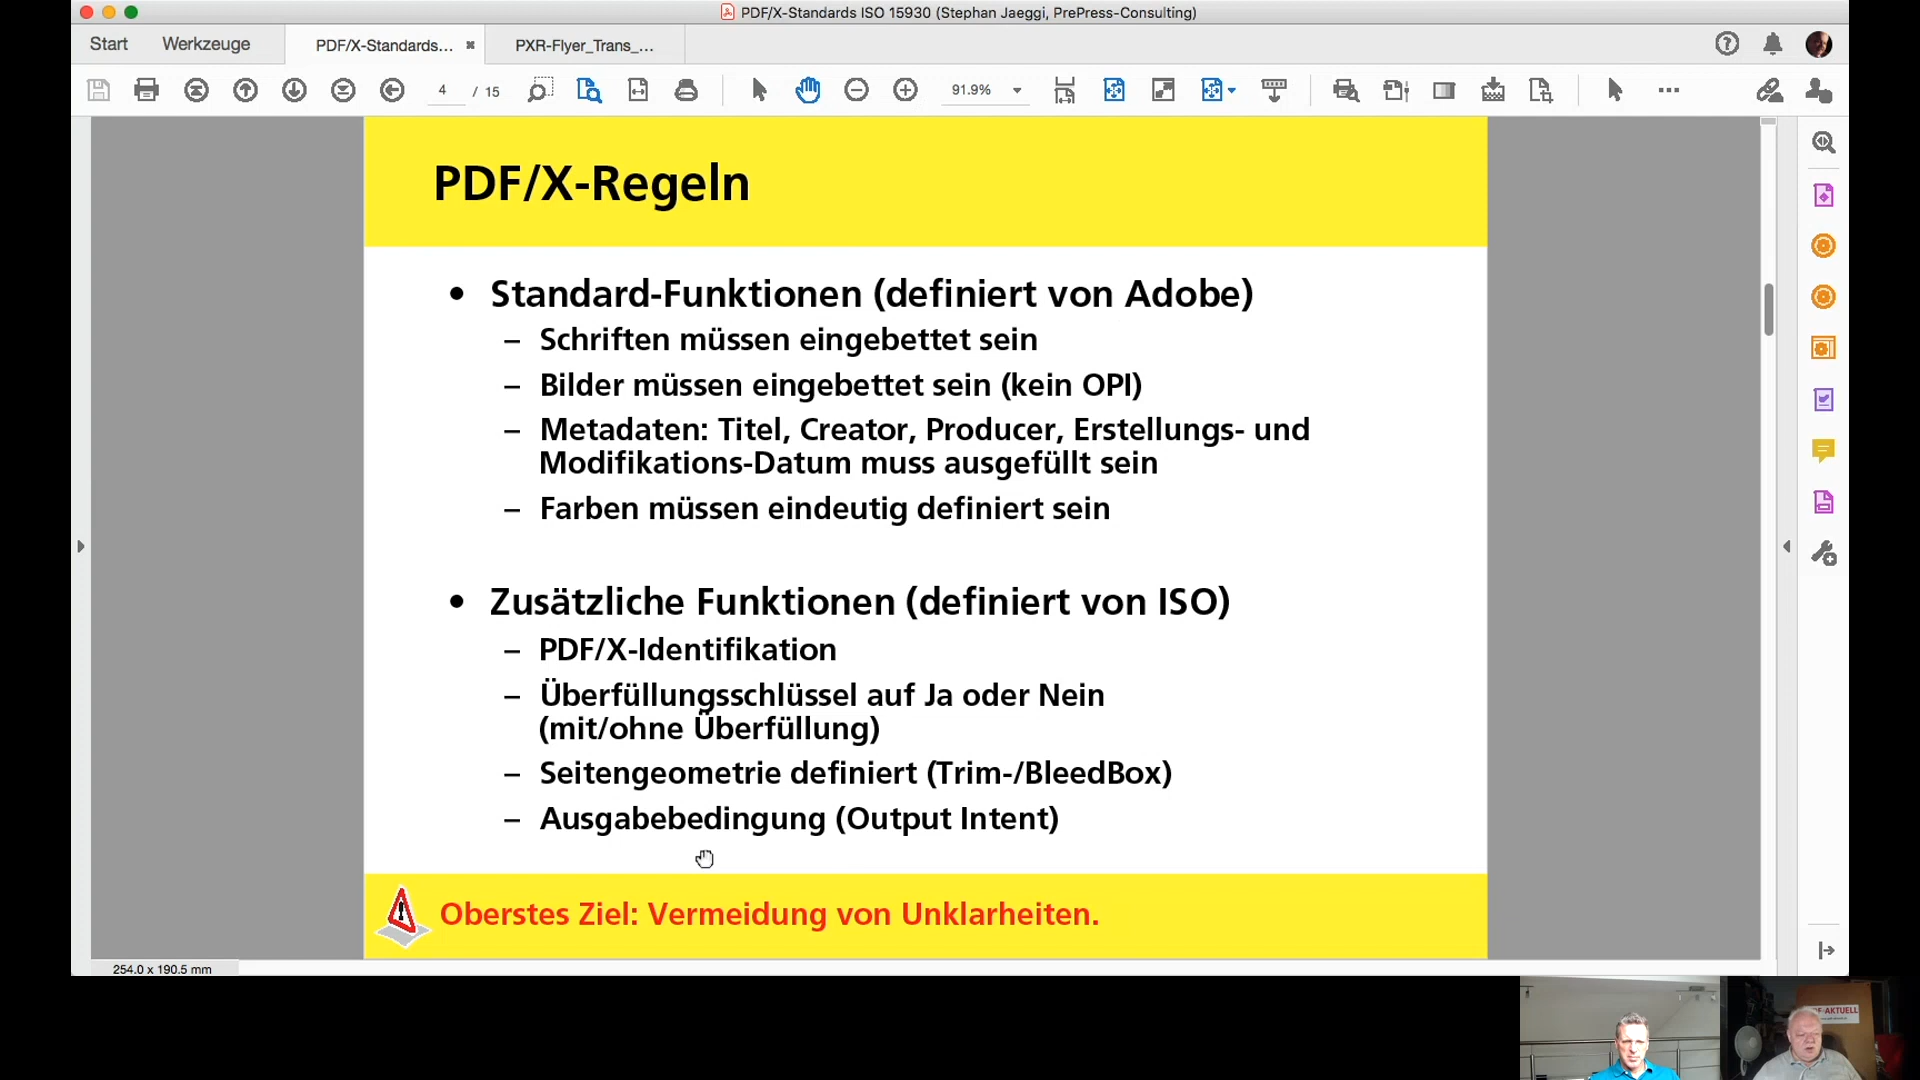 PDF/X-Standards ISO 15930 (Stephan Jaeggi, PrePress-Consulting)
Start
Werkzeuge
PDF/X-Standards...
PXR-Flyer_Trans_...
4
/ 15
91.9%
PDF/X-Regeln
• Standard-Funktionen (definiert von Adobe)
– Schriften müssen eingebettet sein
– Bilder müssen eingebettet sein (kein OPI)
– Metadaten: Titel, Creator, Producer, Erstellungs- und
Modifikations-Datum muss ausgefüllt sein
– Farben müssen eindeutig definiert sein
• Zusätzliche Funktionen (definiert von ISO)
– PDF/X-Identifikation
– Überfüllungsschlüssel auf Ja oder Nein
(mit/ohne Überfüllung)
– Seitengeometrie definiert (Trim-/BleedBox)
– Ausgabebedingung (Output Intent)
Oberstes Ziel: Vermeidung von Unklarheiten.
254.0 x 190.5 mm
AKTUELL